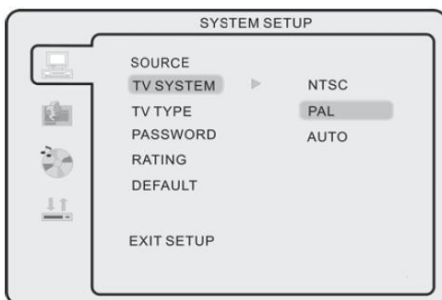 SYSTEM SETUP
SOURCE
TV SYSTEM
NTSC
TV TYPE
PAL
PASSWORD
AUTO
RATING
DEFAULT
EXIT SETUP